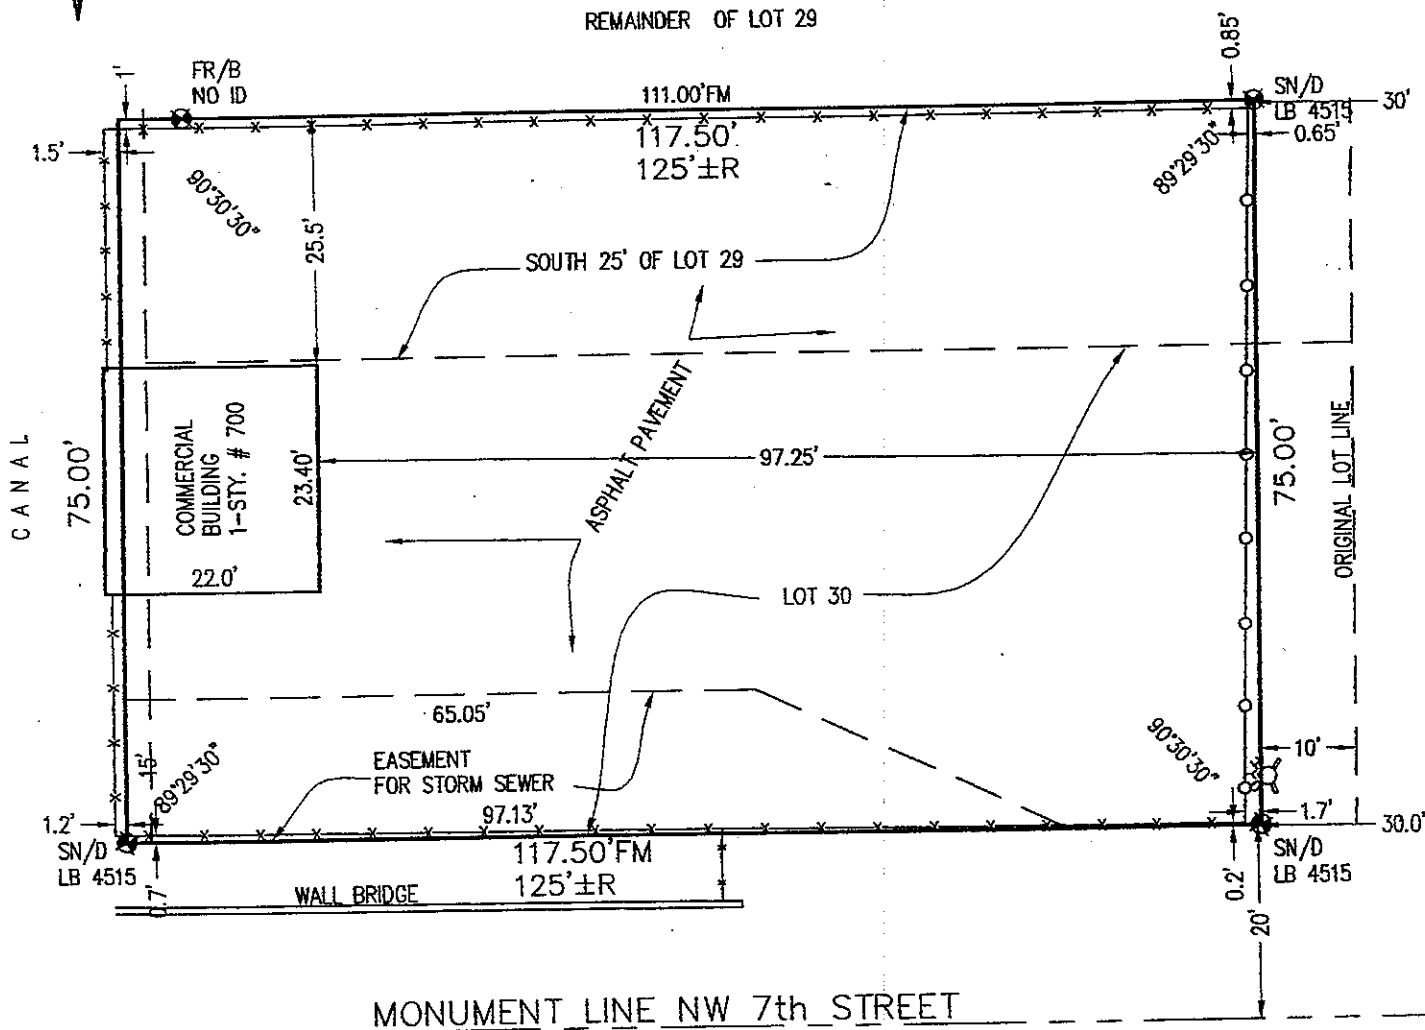 REMAINDER OF LOT 29
0.85'
1'
FR/B
NO ID
111.00'FM
SN/D
LB 4515
30'
117.50'
125'±R
1.5'
0.65'
90°30'30"
89°29'30"
25.5'
SOUTH 25' OF LOT 29
CANAL
75.00'
COMMERCIAL
BUILDING
1-STY. # 700
23.40'
22.0'
ASPHALT PAVEMENT
97.25'
75.00'
ORIGINAL LOT LINE
LOT 30
65.05'
15'
89°29'30"
EASEMENT
FOR STORM SEWER
97.13'
90°30'30"
10'
1.2'
1.7'
30.0'
SN/D
LB 4515
0.7'
117.50'FM
125'±R
SN/D
LB 4515
0.2'
20'
WALL BRIDGE
MONUMENT LINE NW 7th STREET